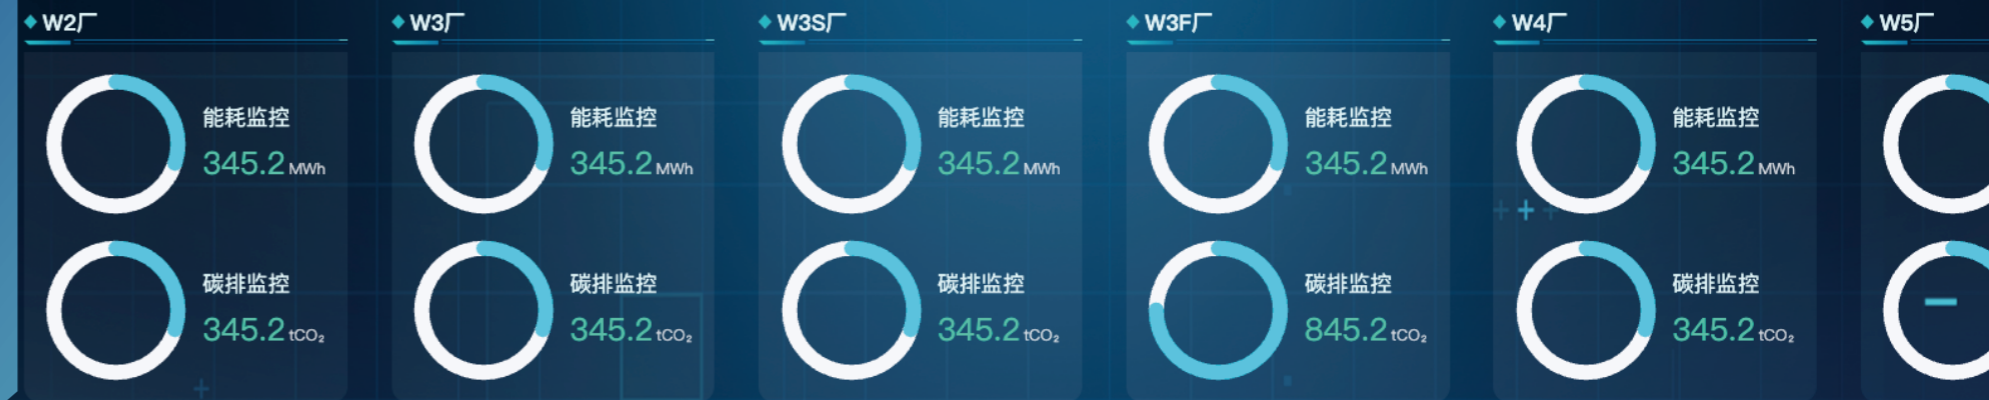 W2厂
能耗监控
345.2 MWh
碳排监控
345.2 tCO₂
W3厂
能耗监控
345.2 MWh
碳排监控
345.2 tCO₂
W3S厂
能耗监控
345.2 MWh
碳排监控
345.2 tCO₂
W3F厂
能耗监控
345.2 MWh
碳排监控
845.2 tCO₂
W4厂
能耗监控
345.2 MWh
碳排监控
345.2 tCO₂
W5厂